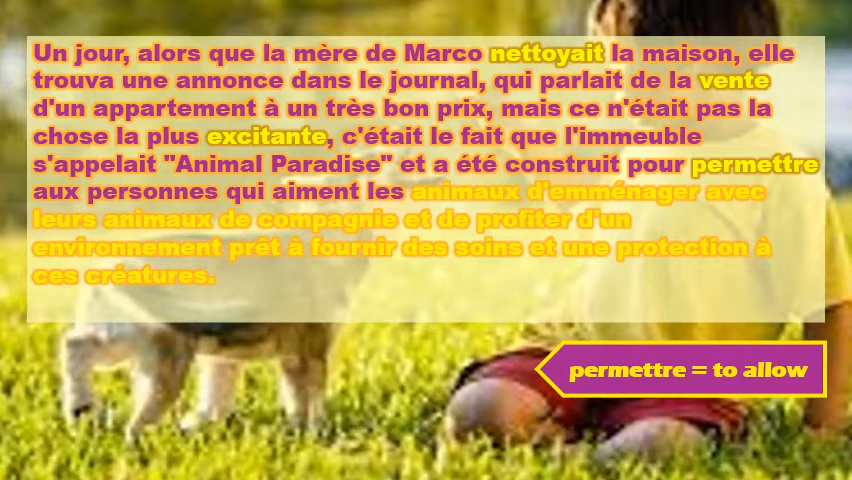 Un jour, alors que la mère de Marco nettoyait la maison, elle
trouva une annonce dans le journal, qui parlait de la vente
d'un appartement à un très bon prix, mais ce n'était pas la
chose la plus excitante, c'était le fait que l'immeuble
s'appelait "Animal Paradise" et a été construit pour permettre
aux personnes qui aiment les animaux d'emménager avec
leurs animaux de compagnie et de profiter d'un
environnement prêt à fournir des soins et une protection à
ces créatures.
permettre = to allow